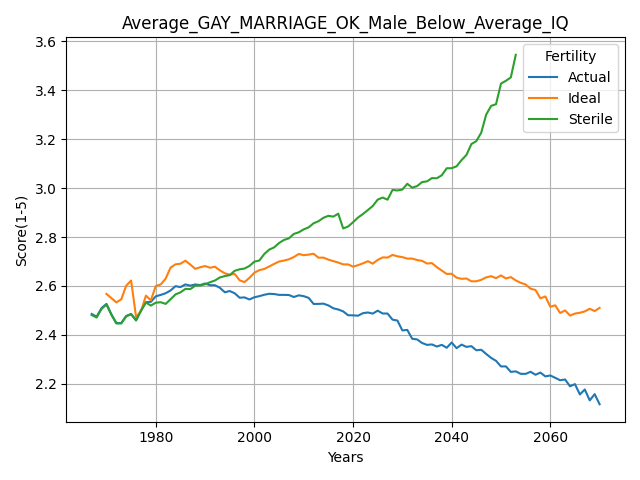 Average_GAY_MARRIAGE_OK_Male_Below_Average_IQ
Fertility
Actual
Ideal
Sterile
Score(1-5)
3.6
3.4
3.2
3.0
2.8
2.6
2.4
2.2
1980 2000 2020 2040 2060
Years